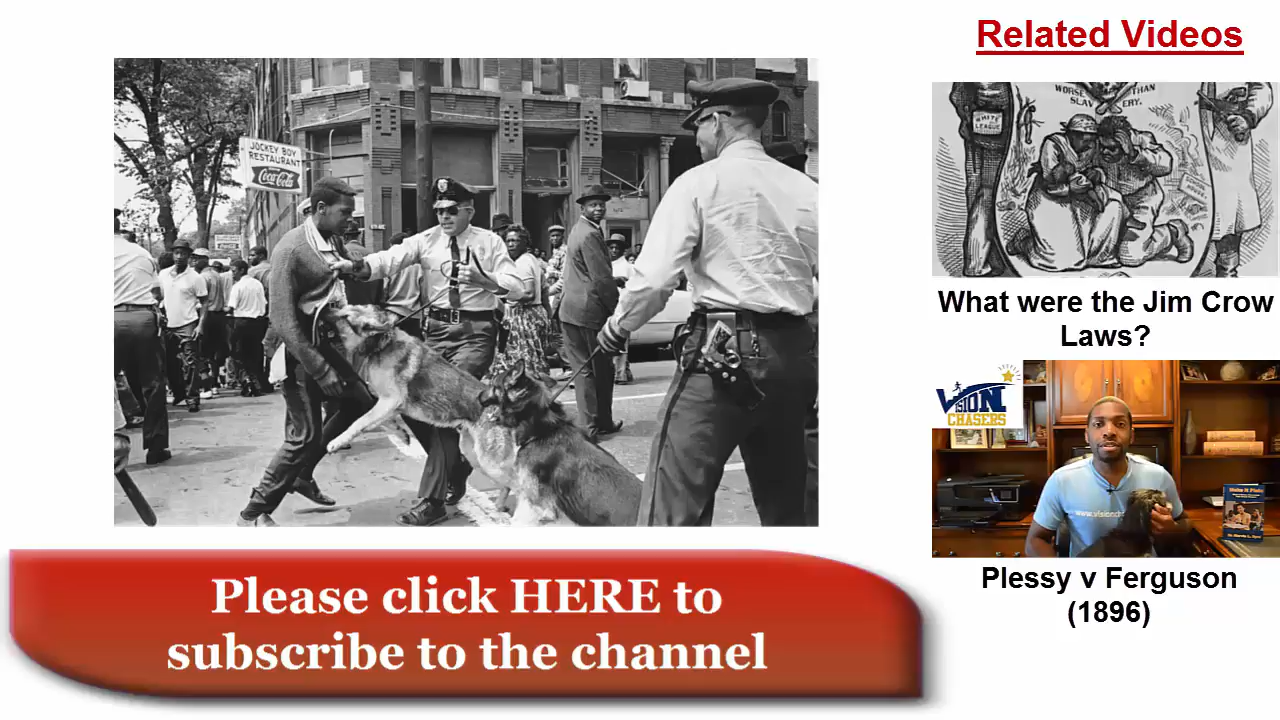 Related Videos
WORSE THAN
SLAVERY.
WHITE
LEAGUE
JOCKEY BOY
RESTAURANT
Coca-Cola
What were the Jim Crow
Laws?
VISION
CHASERS
Plessy v Ferguson
(1896)
Please click HERE to
subscribe to the channel